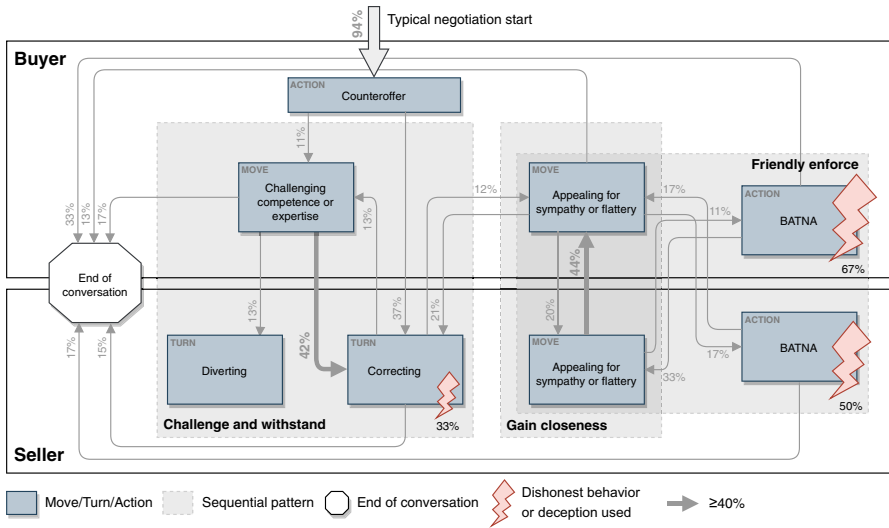 94%
Typical negotiation start
Buyer
ACTION
Counteroffer
11%
MOVE
Challenging
competence or
expertise
13%
12%
MOVE
Appealing for
sympathy or flattery
17%
Friendly enforce
ACTION
BATNA
11%
67%
33%
13%
17%
End of
conversation
17%
15%
13%
42%
37%
21%
20%
44%
TURN
Diverting
TURN
Correcting
33%
MOVE
Appealing for
sympathy or flattery
33%
17%
ACTION
BATNA
50%
Challenge and withstand
Gain closeness
Seller
Move/Turn/Action
Sequential pattern
End of conversation
Dishonest behavior
or deception used
≥40%